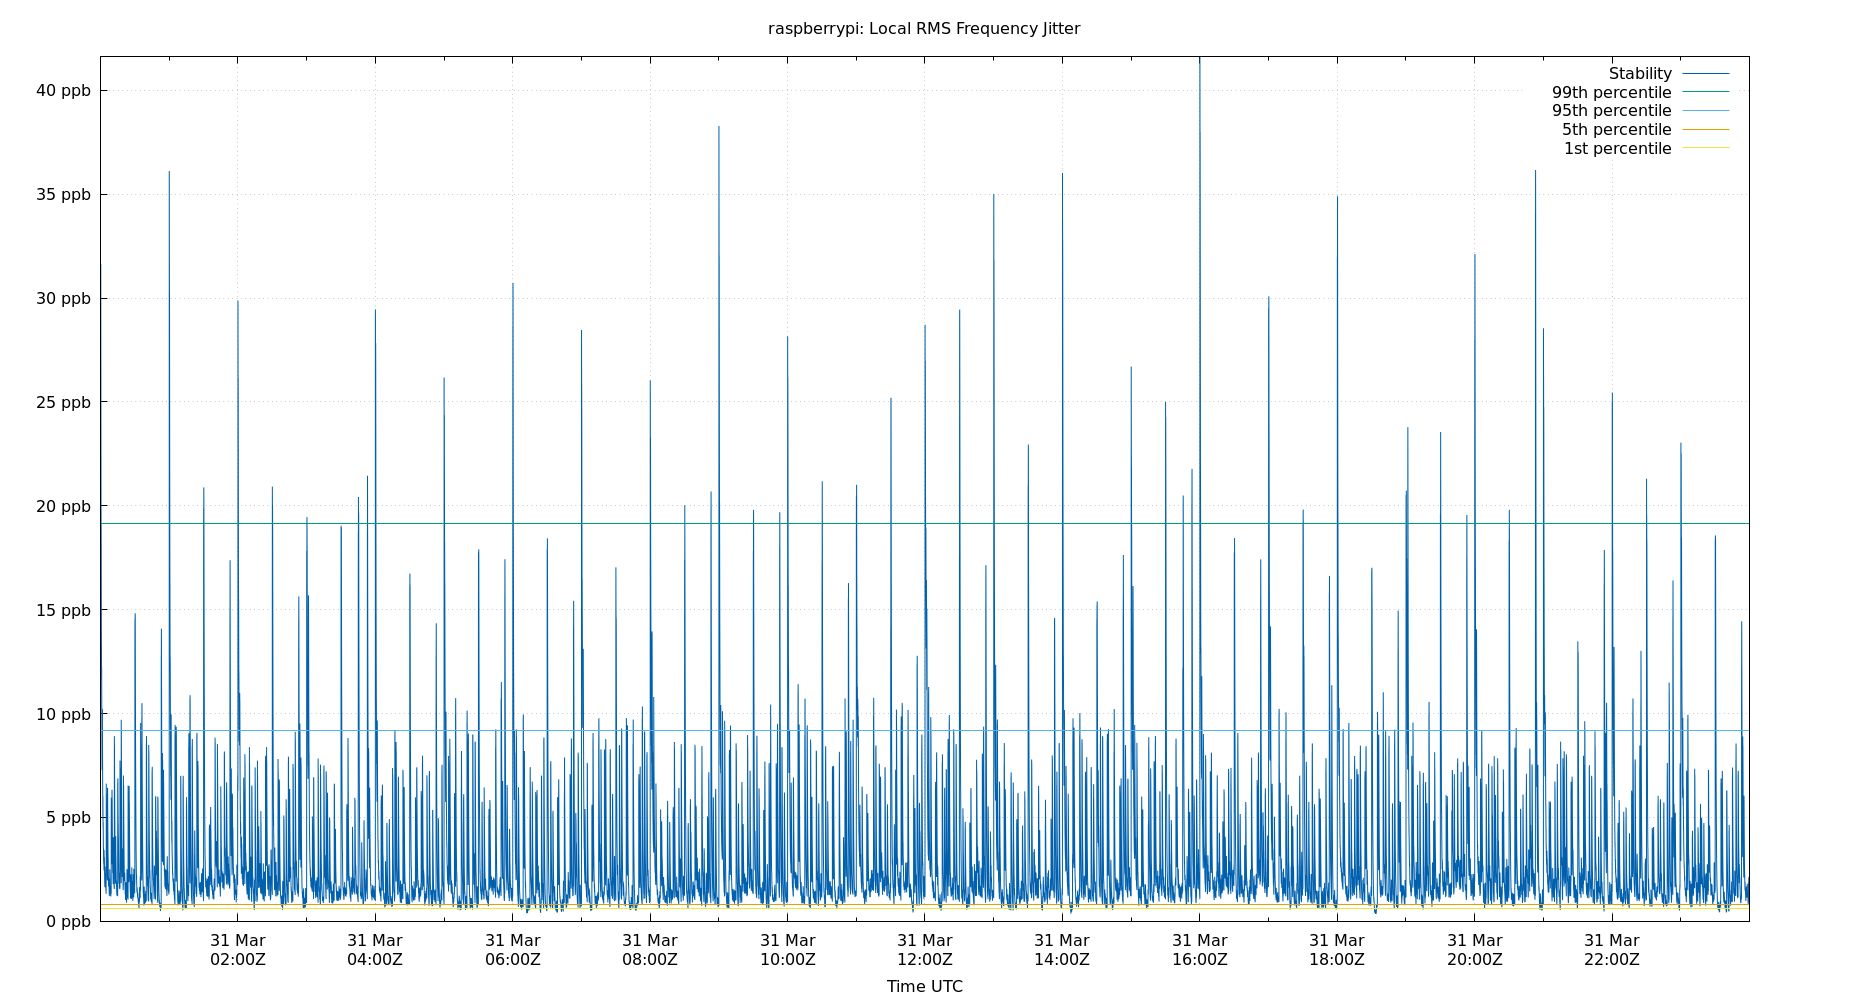 raspberrypi: Local RMS Frequency Jitter
Stability
99th percentile
95th percentile
5th percentile
1st percentile
40 ppb
35 ppb
30 ppb
25 ppb
20 ppb
15 ppb
10 ppb
5 ppb
0 ppb
31 Mar 31 Mar 31 Mar 31 Mar 31 Mar 31 Mar 31 Mar 31 Mar 31 Mar 31 Mar 31 Mar
02:00Z 04:00Z 06:00Z 08:00Z 10:00Z 12:00Z 14:00Z 16:00Z 18:00Z 20:00Z 22:00Z
Time UTC